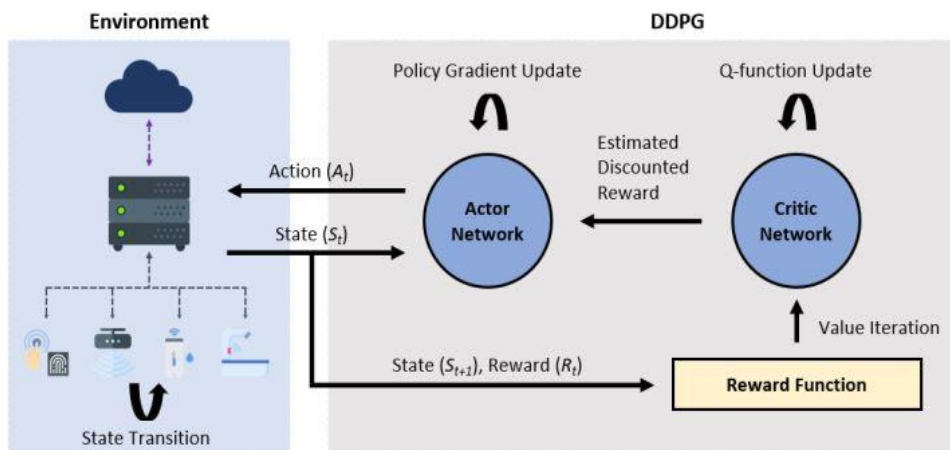 Environment
DDPG
Policy Gradient Update
Q-function Update
Estimated
Discounted
Reward
Action (Aₜ)
Actor
Network
Critic
Network
State (Sₜ)
Value Iteration
State (Sₜ₊₁), Reward (Rₜ)
Reward Function
State Transition